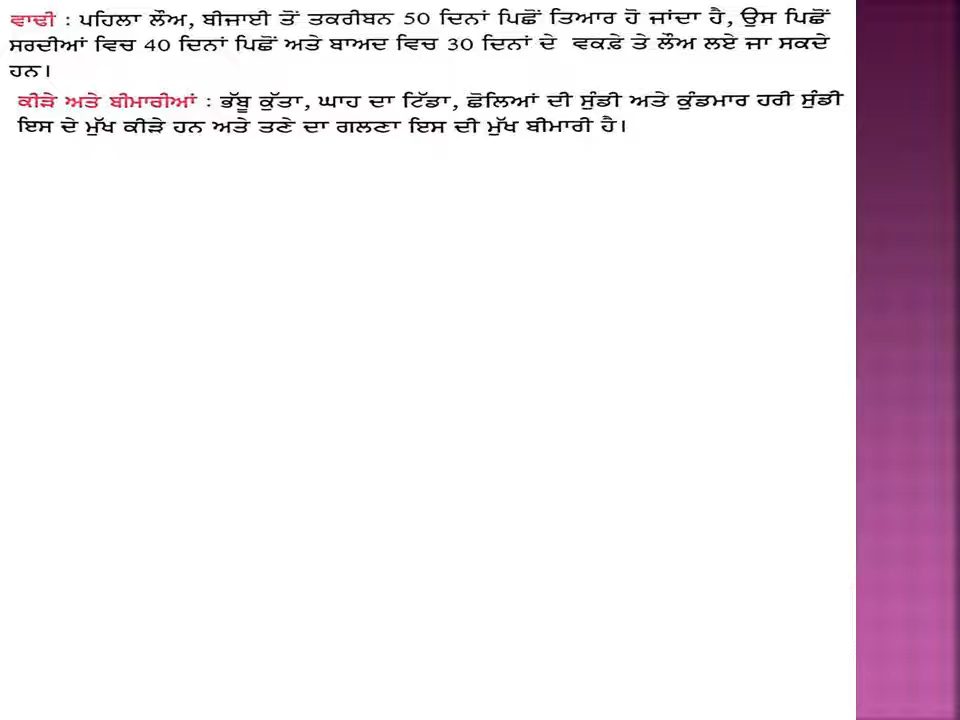 ਵਾਢੀ : ਪਹਿਲਾ ਲੌਅ, ਬੀਜਾਈ ਤੋਂ ਤਕਰੀਬਨ 50 ਦਿਨਾਂ ਪਿਛੋਂ ਤਿਆਰ ਹੋ ਜਾਂਦਾ ਹੈ, ਉਸ ਪਿਛੋਂ
ਸਰਦੀਆਂ ਵਿਚ 40 ਦਿਨਾਂ ਪਿਛੋਂ ਅਤੇ ਬਾਅਦ ਵਿਚ 30 ਦਿਨਾਂ ਦੇ ਵਕਫ਼ੇ ਤੇ ਲੌਅ ਲਏ ਜਾ ਸਕਦੇ
ਹਨ।
ਕੀੜੇ ਅਤੇ ਬੀਮਾਰੀਆਂ : ਭੱਬੂ ਕੁੱਤਾ, ਘਾਹ ਦਾ ਟਿੱਡਾ, ਛੋਲਿਆਂ ਦੀ ਸੁੰਡੀ ਅਤੇ ਕੁੰਡਮਾਰ ਹਰੀ ਸੁੰਡੀ
ਇਸ ਦੇ ਮੁੱਖ ਕੀੜੇ ਹਨ ਅਤੇ ਤਣੇ ਦਾ ਗਲਣਾ ਇਸ ਦੀ ਮੁੱਖ ਬੀਮਾਰੀ ਹੈ।